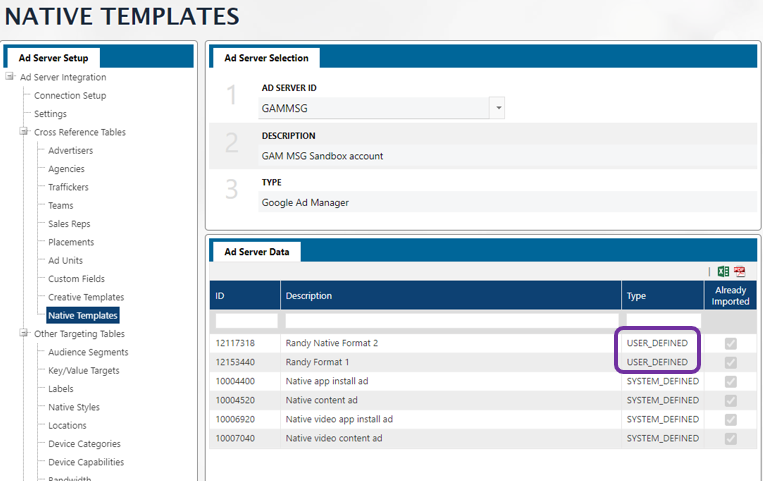 NATIVE TEMPLATES
Ad Server Setup
Ad Server Integration
Connection Setup
Settings
Cross Reference Tables
Advertisers
Agencies
Traffickers
Teams
Sales Reps
Placements
Ad Units
Custom Fields
Creative Templates
Native Templates
Other Targeting Tables
Audience Segments
Key/Value Targets
Labels
Native Styles
Locations
Device Categories
Device Capabilities
Bandwidth
Ad Server Selection
1 AD SERVER ID
GAMMSG
2 DESCRIPTION
GAM MSG Sandbox account
3 TYPE
Google Ad Manager
Ad Server Data
ID Description Type Already Imported
12117318 Randy Native Format 2 USER_DEFINED
12153440 Randy Format 1 USER_DEFINED
10004400 Native app install ad SYSTEM_DEFINED
10004520 Native content ad SYSTEM_DEFINED
10006920 Native video app install ad SYSTEM_DEFINED
10007040 Native video content ad SYSTEM_DEFINED